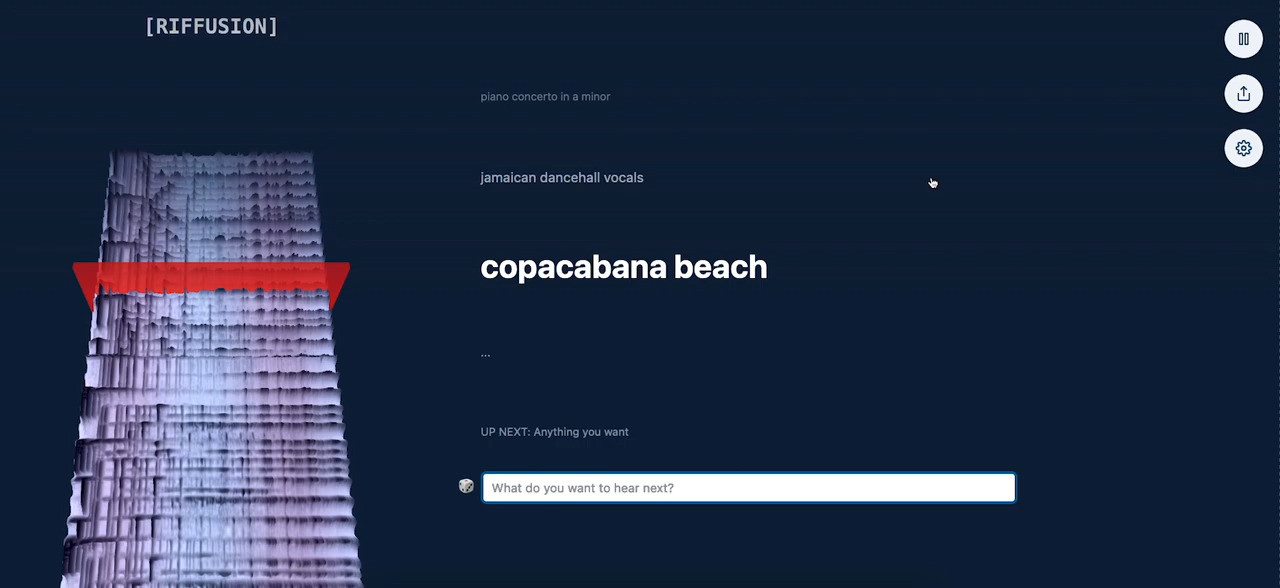 [RIFFUSION]
piano concerto in a minor
jamaican dancehall vocals
copacabana beach
...
UP NEXT: Anything you want
What do you want to hear next?